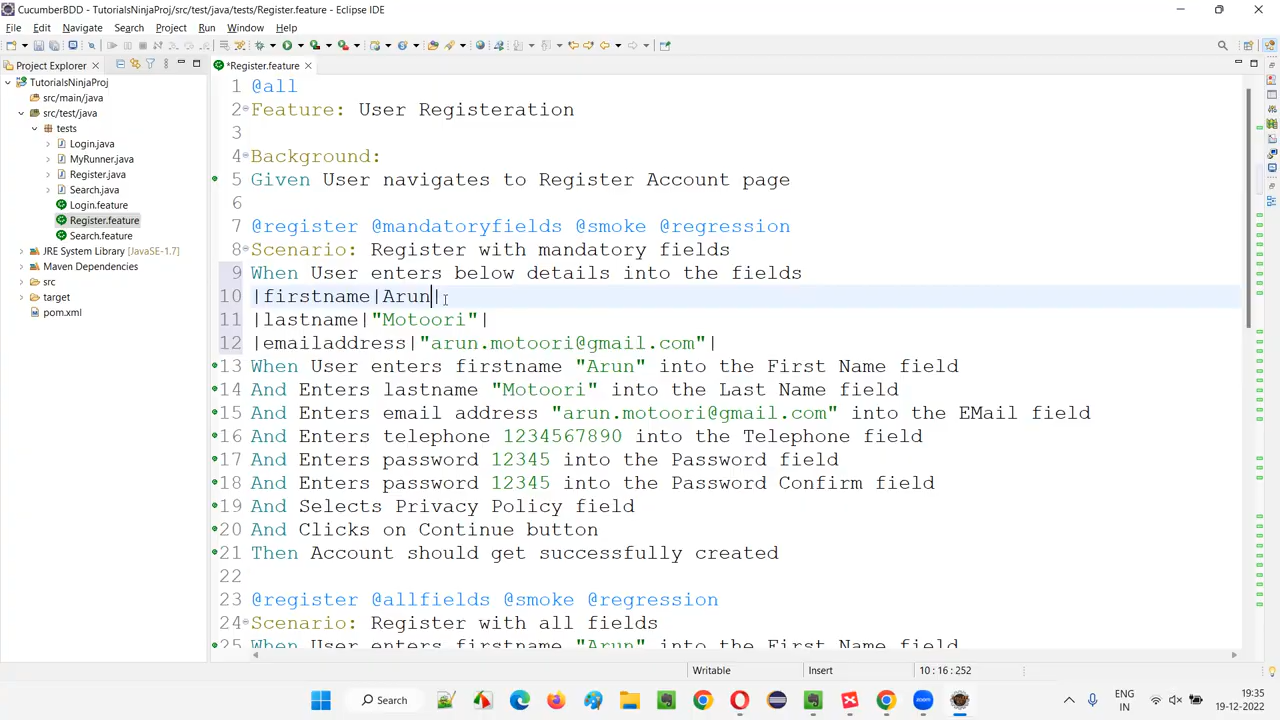 CucumberBDD - TutorialsNinjaProj/src/test/java/tests/Register.feature - Eclipse IDE
File Edit Navigate Search Project Run Window Help
Project Explorer
*Register.feature
TutorialsNinjaProj
src/main/java
src/test/java
tests
Login.java
MyRunner.java
Register.java
Search.java
Login.feature
Register.feature
Search.feature
JRE System Library [JavaSE-1.7]
Maven Dependencies
src
target
pom.xml
1 @all
2 Feature: User Registeration
3
4 Background:
5 Given User navigates to Register Account page
6
7 @register @mandatoryfields @smoke @regression
8 Scenario: Register with mandatory fields
9 When User enters below details into the fields
10 |firstname|Arun|
11 |lastname|"Motoori"|
12 |emailaddress|"arun.motoori@gmail.com"|
13 When User enters firstname "Arun" into the First Name field
14 And Enters lastname "Motoori" into the Last Name field
15 And Enters email address "arun.motoori@gmail.com" into the EMail field
16 And Enters telephone 1234567890 into the Telephone field
17 And Enters password 12345 into the Password field
18 And Enters password 12345 into the Password Confirm field
19 And Selects Privacy Policy field
20 And Clicks on Continue button
21 Then Account should get successfully created
22
23 @register @allfields @smoke @regression
24 Scenario: Register with all fields
25 When User enters firstname "Arun" into the First Name field
Writable Insert 10 : 16 : 252
Search
ENG
IN
19:35
19-12-2022